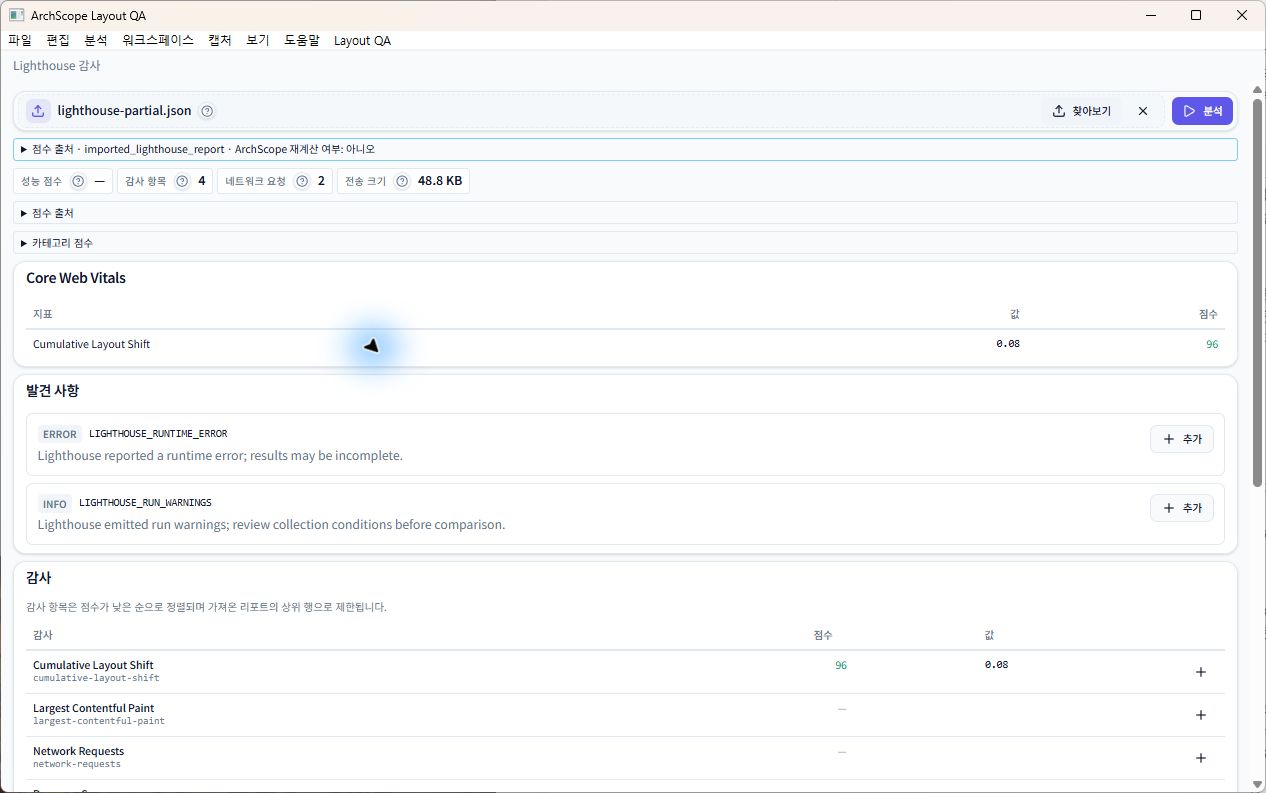 ArchScope Layout QA
파일 편집 분석 워크스페이스 캡처 보기 도움말 Layout QA
Lighthouse 감사
lighthouse-partial.json ? 찾아보기 × 분석
▶ 점수 출처 · imported_lighthouse_report · ArchScope 재계산 여부: 아니오
성능 점수 ? — 감사 항목 ? 4 네트워크 요청 ? 2 전송 크기 ? 48.8 KB
▶ 점수 출처
▶ 카테고리 점수
Core Web Vitals
지표 값 점수
Cumulative Layout Shift 0.08 96
발견 사항
ERROR LIGHTHOUSE_RUNTIME_ERROR + 추가
Lighthouse reported a runtime error; results may be incomplete.
INFO LIGHTHOUSE_RUN_WARNINGS + 추가
Lighthouse emitted run warnings; review collection conditions before comparison.
감사
감사 항목은 점수가 낮은 순으로 정렬되며 가져온 리포트의 상위 행으로 제한됩니다.
감사 점수 값
Cumulative Layout Shift 96 0.08 +
cumulative-layout-shift
Largest Contentful Paint — +
largest-contentful-paint
Network Requests — +
network-requests